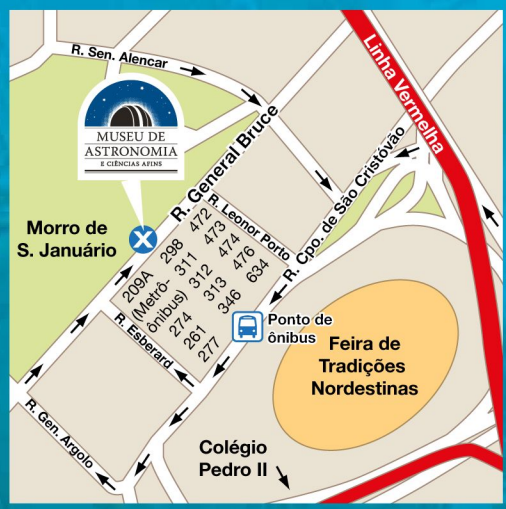 R. Sen. Alencar
Linha Vermelha
MUSEU DE
ASTRONOMIA
E CIÊNCIAS AFINS
R. General Bruce
R. Cpo. de São Cristóvão
R. Leonor Porto
Morro de
S. Januário
209A 298 472
(Metrô- 311 473
ônibus) 312 474
274 313 476
261 346 634
277
R. Esberard
Ponto de
ônibus
Feira de
Tradições
Nordestinas
R. Gen. Argolo
Colégio
Pedro II